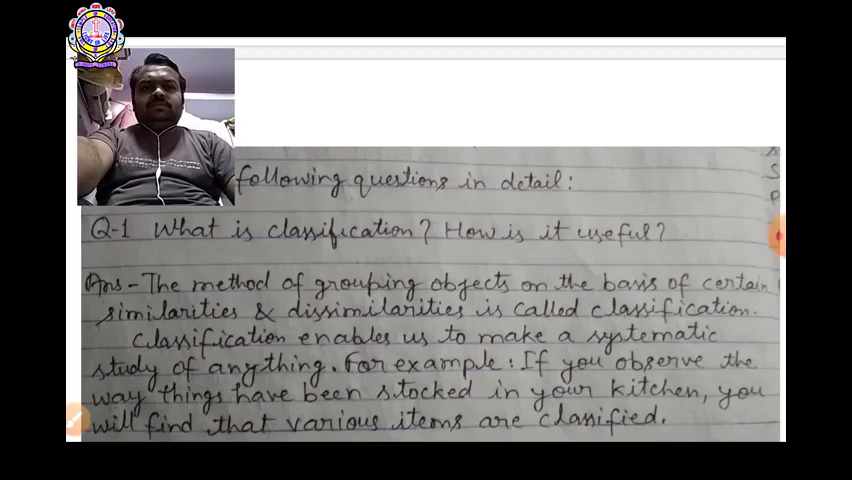 following questions in detail:
Q-1 What is classification? How is it useful?
Ans - The method of grouping objects on the basis of certain
similarities & dissimilarities is called classification.
Classification enables us to make a systematic
study of anything. For example: If you observe the
way things have been stocked in your kitchen, you
will find that various items are classified.